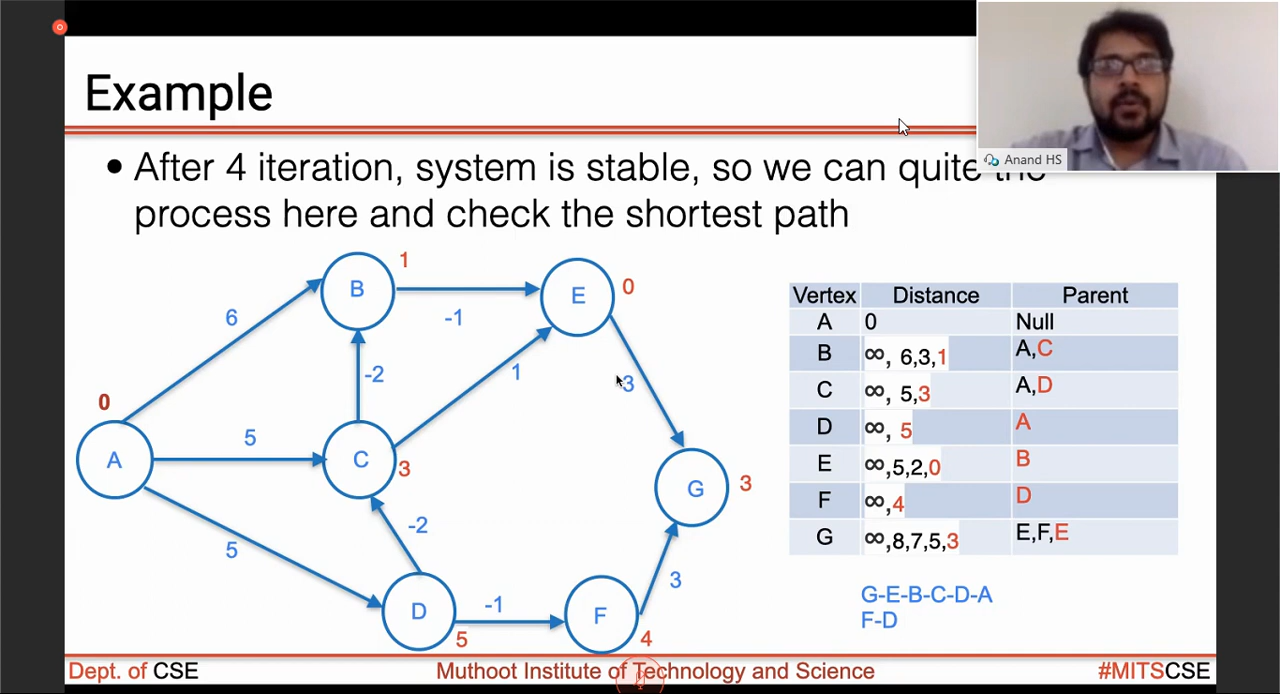 Example
Anand HS
• After 4 iteration, system is stable, so we can quite the
process here and check the shortest path
B
1
E
0
6
-1
-2
1
3
0
A
5
C
3
G
3
5
-2
3
D
5
-1
F
4
Vertex Distance Parent
A 0 Null
B ∞, 6,3,1 A,C
C ∞, 5,3 A,D
D ∞, 5 A
E ∞,5,2,0 B
F ∞,4 D
G ∞,8,7,5,3 E,F,E
G-E-B-C-D-A
F-D
Dept. of CSE Muthoot Institute of Technology and Science #MITSCSE